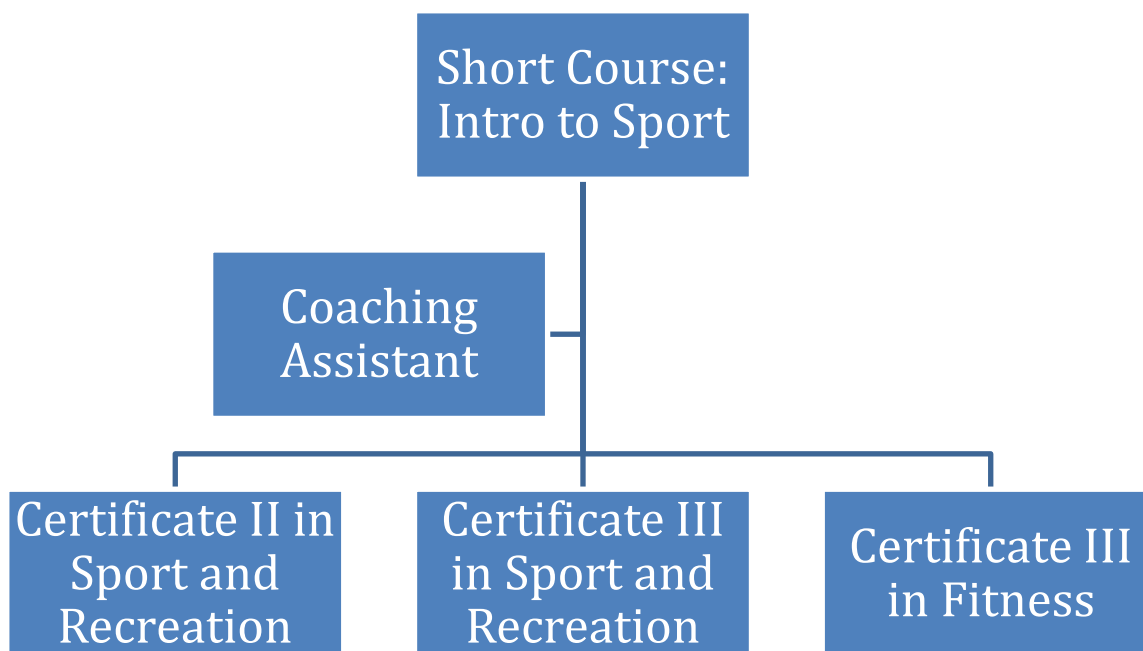 Short Course:
Intro to Sport
Coaching
Assistant
Certificate II in
Sport and
Recreation
Certificate III
in Sport and
Recreation
Certificate III
in Fitness